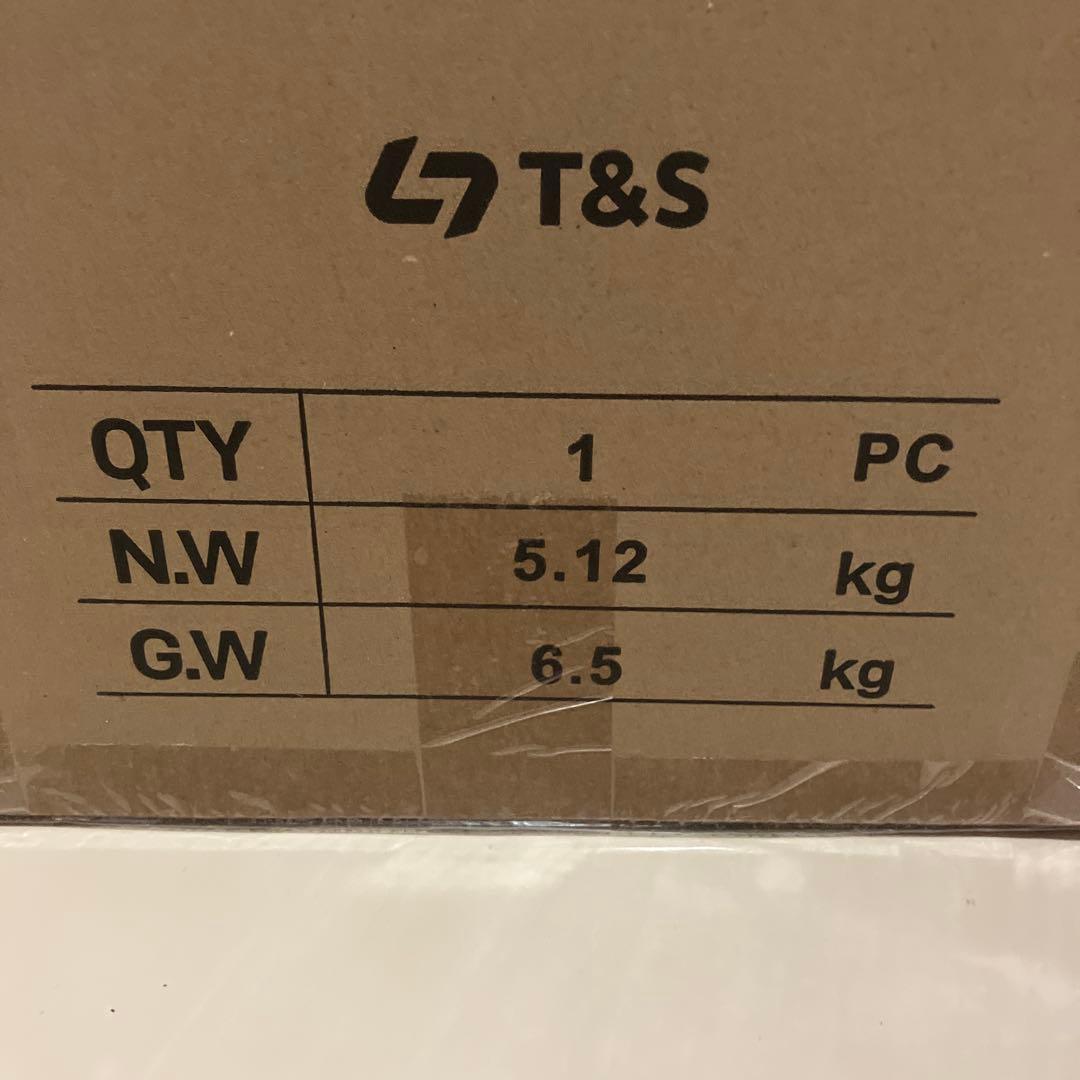 T&S
QTY 1 PC
N.W 5.12 kg
G.W 6.5 kg